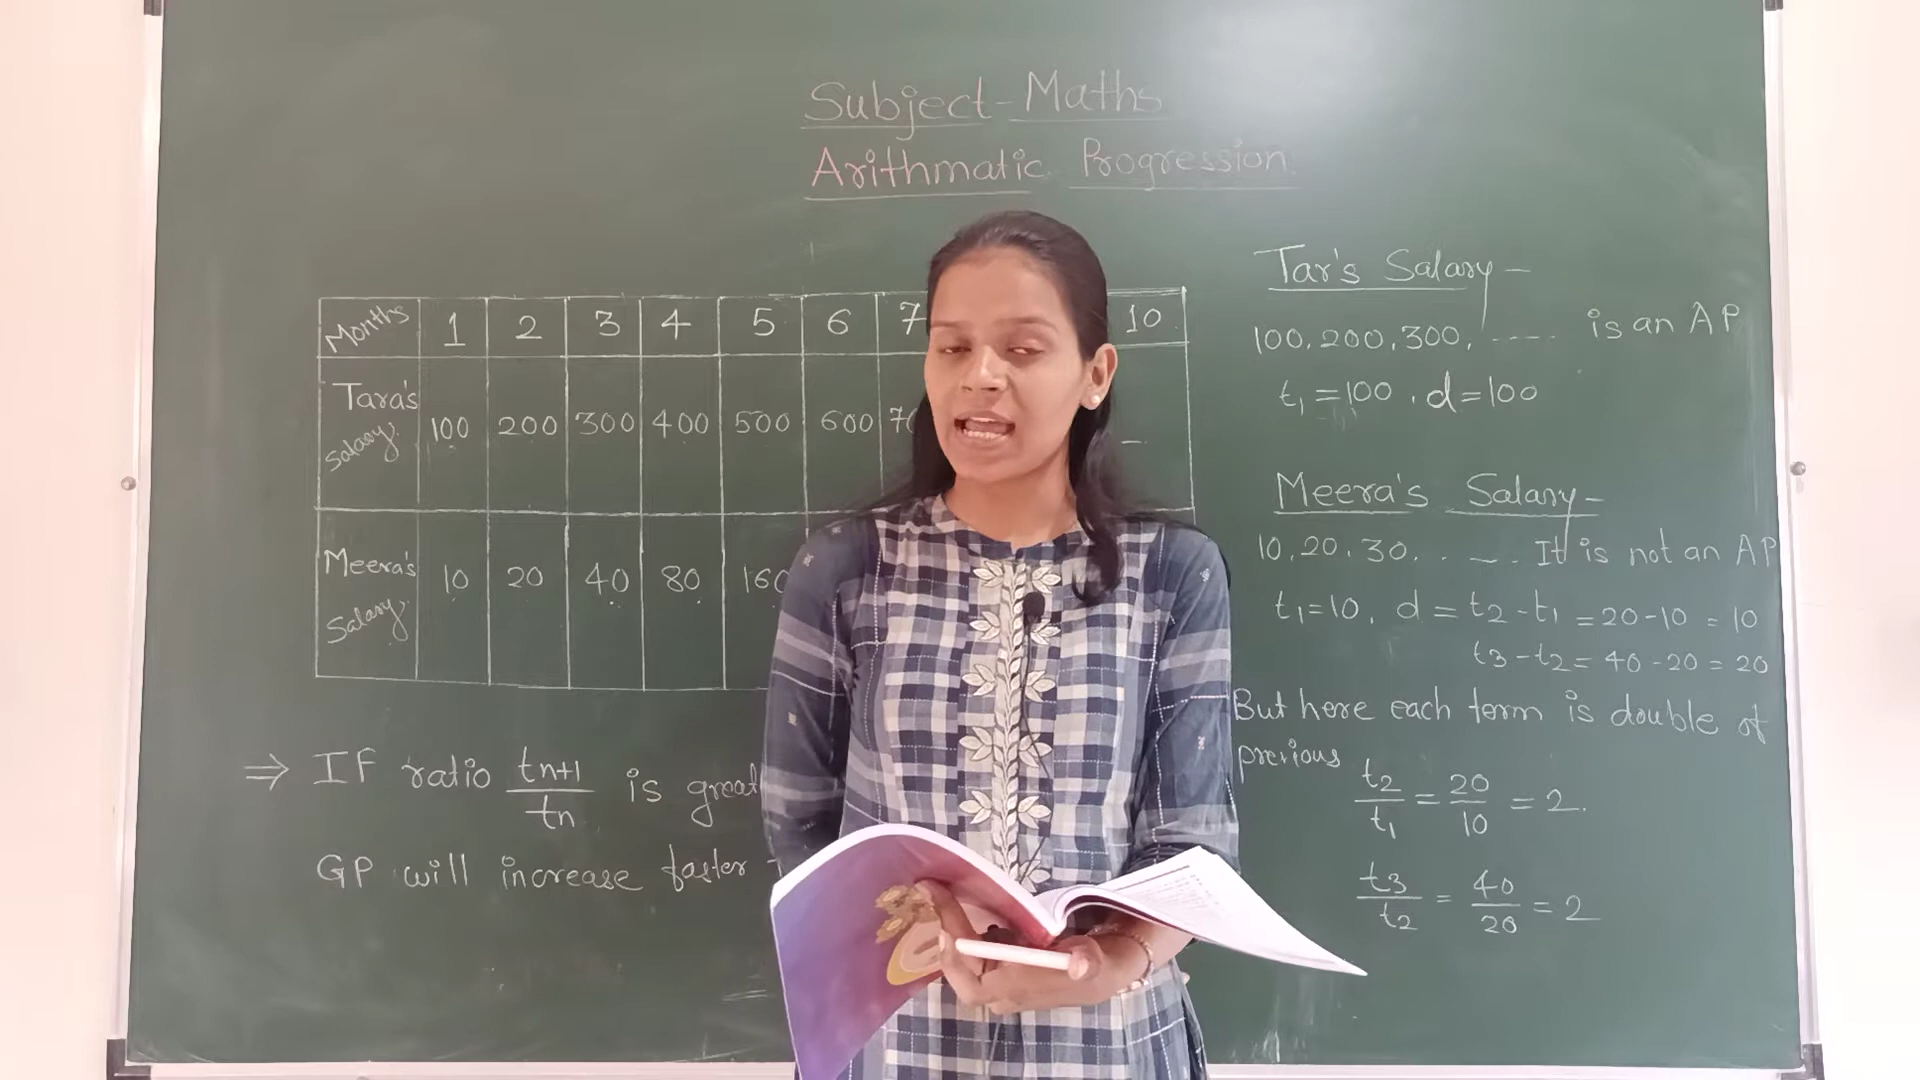 Subject-Maths
Arithmatic Progression
Months 1 2 3 4 5 6 7 10
Tara's Salary 100 200 300 400 500 600 –
Meera's Salary 10 20 40 80 160
⇒ IF ratio tn+1/tn is
GP will increase faster
Tar's Salary –
100, 200, 300, ---- is an AP
t1 = 100, d = 100
Meera's Salary –
10, 20, 30, . -- . It is not an AP
t1 = 10, d = t2 - t1 = 20 - 10 = 10
t3 - t2 = 40 - 20 = 20
But here each term is double of
previous
t2/t1 = 20/10 = 2.
t3/t2 = 40/20 = 2